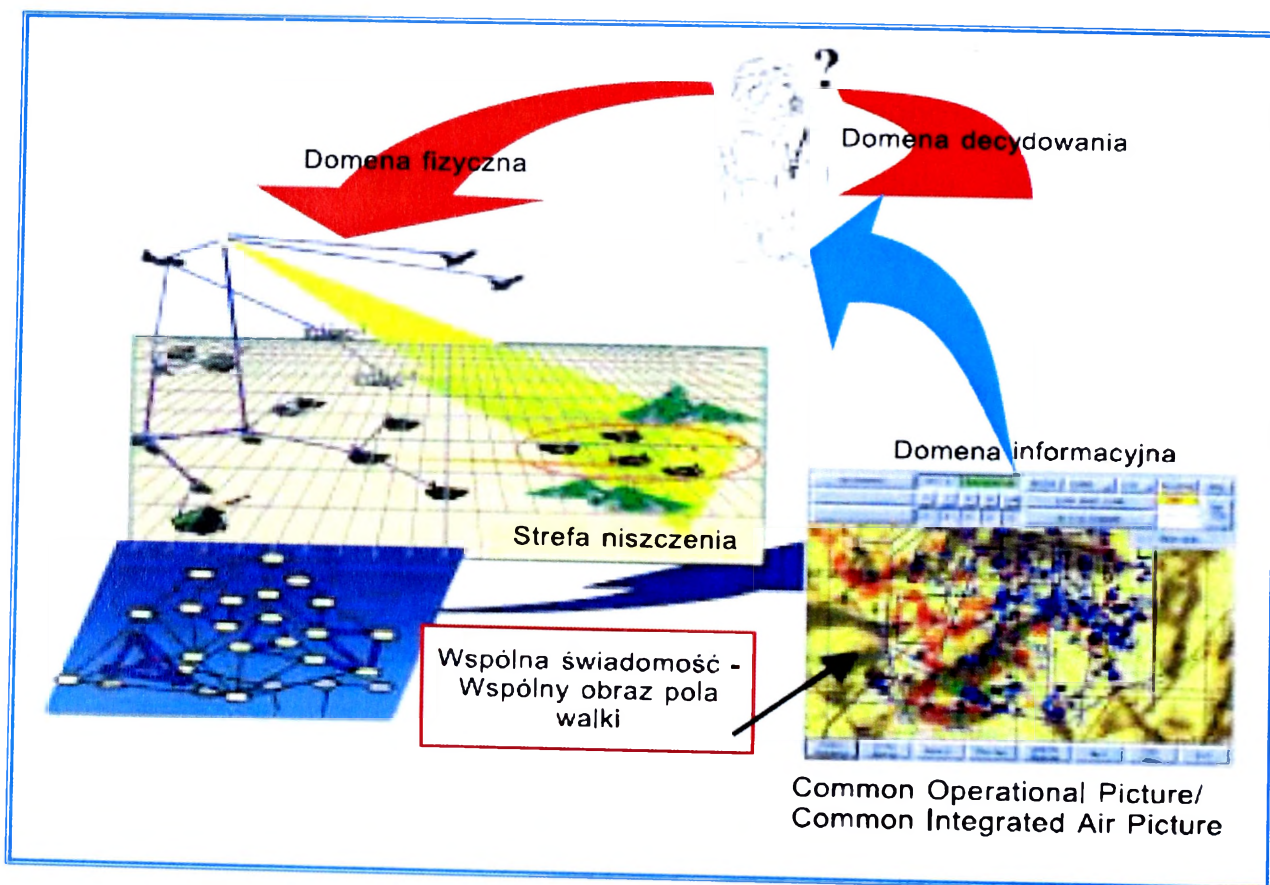 ?
Domena decydowania
Domena fizyczna
Domena informacyjna
Strefa niszczenia
Wspólna świadomość -
Wspólny obraz pola
walki
Common Operational Picture/
Common Integrated Air Picture